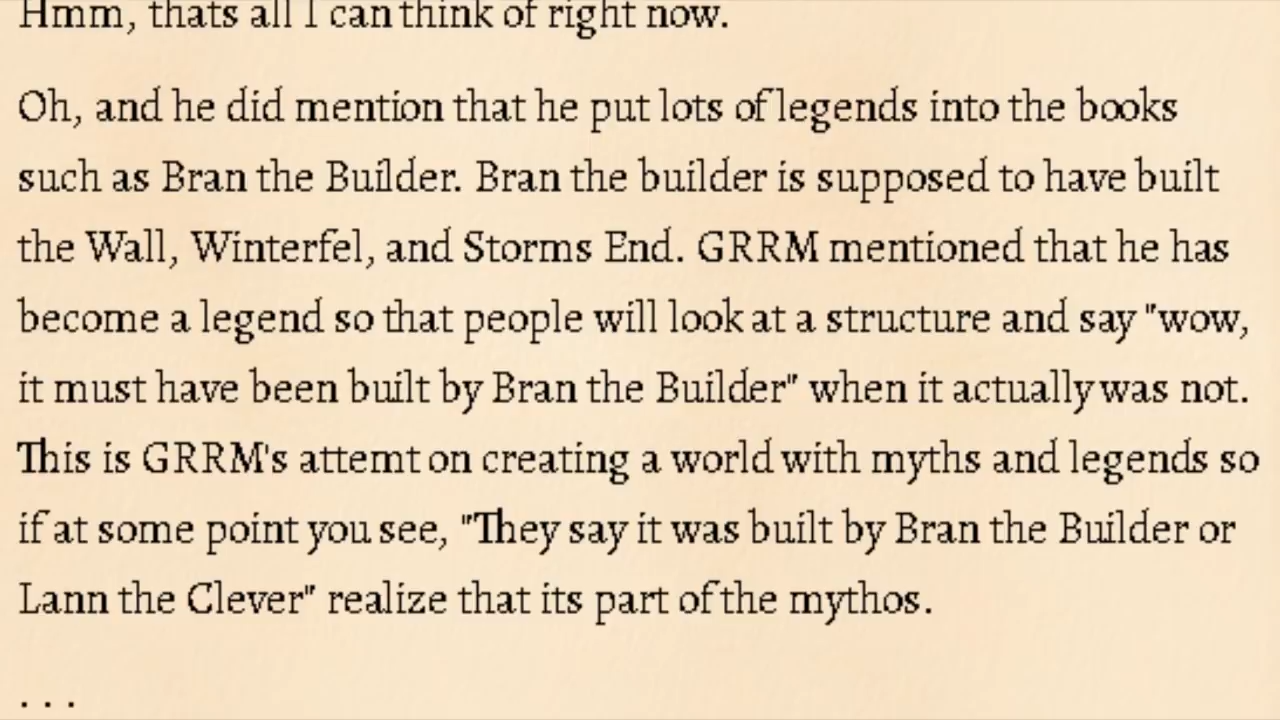 Hmm, thats all I can think of right now.
Oh, and he did mention that he put lots of legends into the books
such as Bran the Builder. Bran the builder is supposed to have built
the Wall, Winterfel, and Storms End. GRRM mentioned that he has
become a legend so that people will look at a structure and say "wow,
it must have been built by Bran the Builder" when it actually was not.
This is GRRM's attemt on creating a world with myths and legends so
if at some point you see, "They say it was built by Bran the Builder or
Lann the Clever" realize that its part of the mythos.
. . .